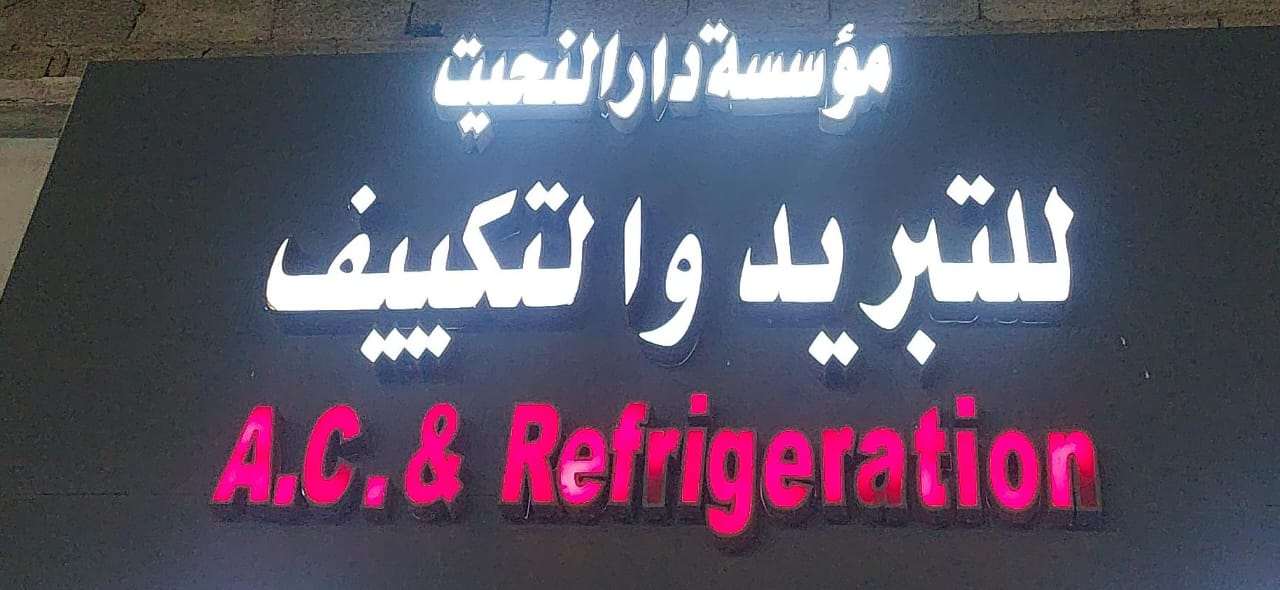 مؤسسة دار النحيت
للتبريد والتكييف
A.C. & Refrigeration